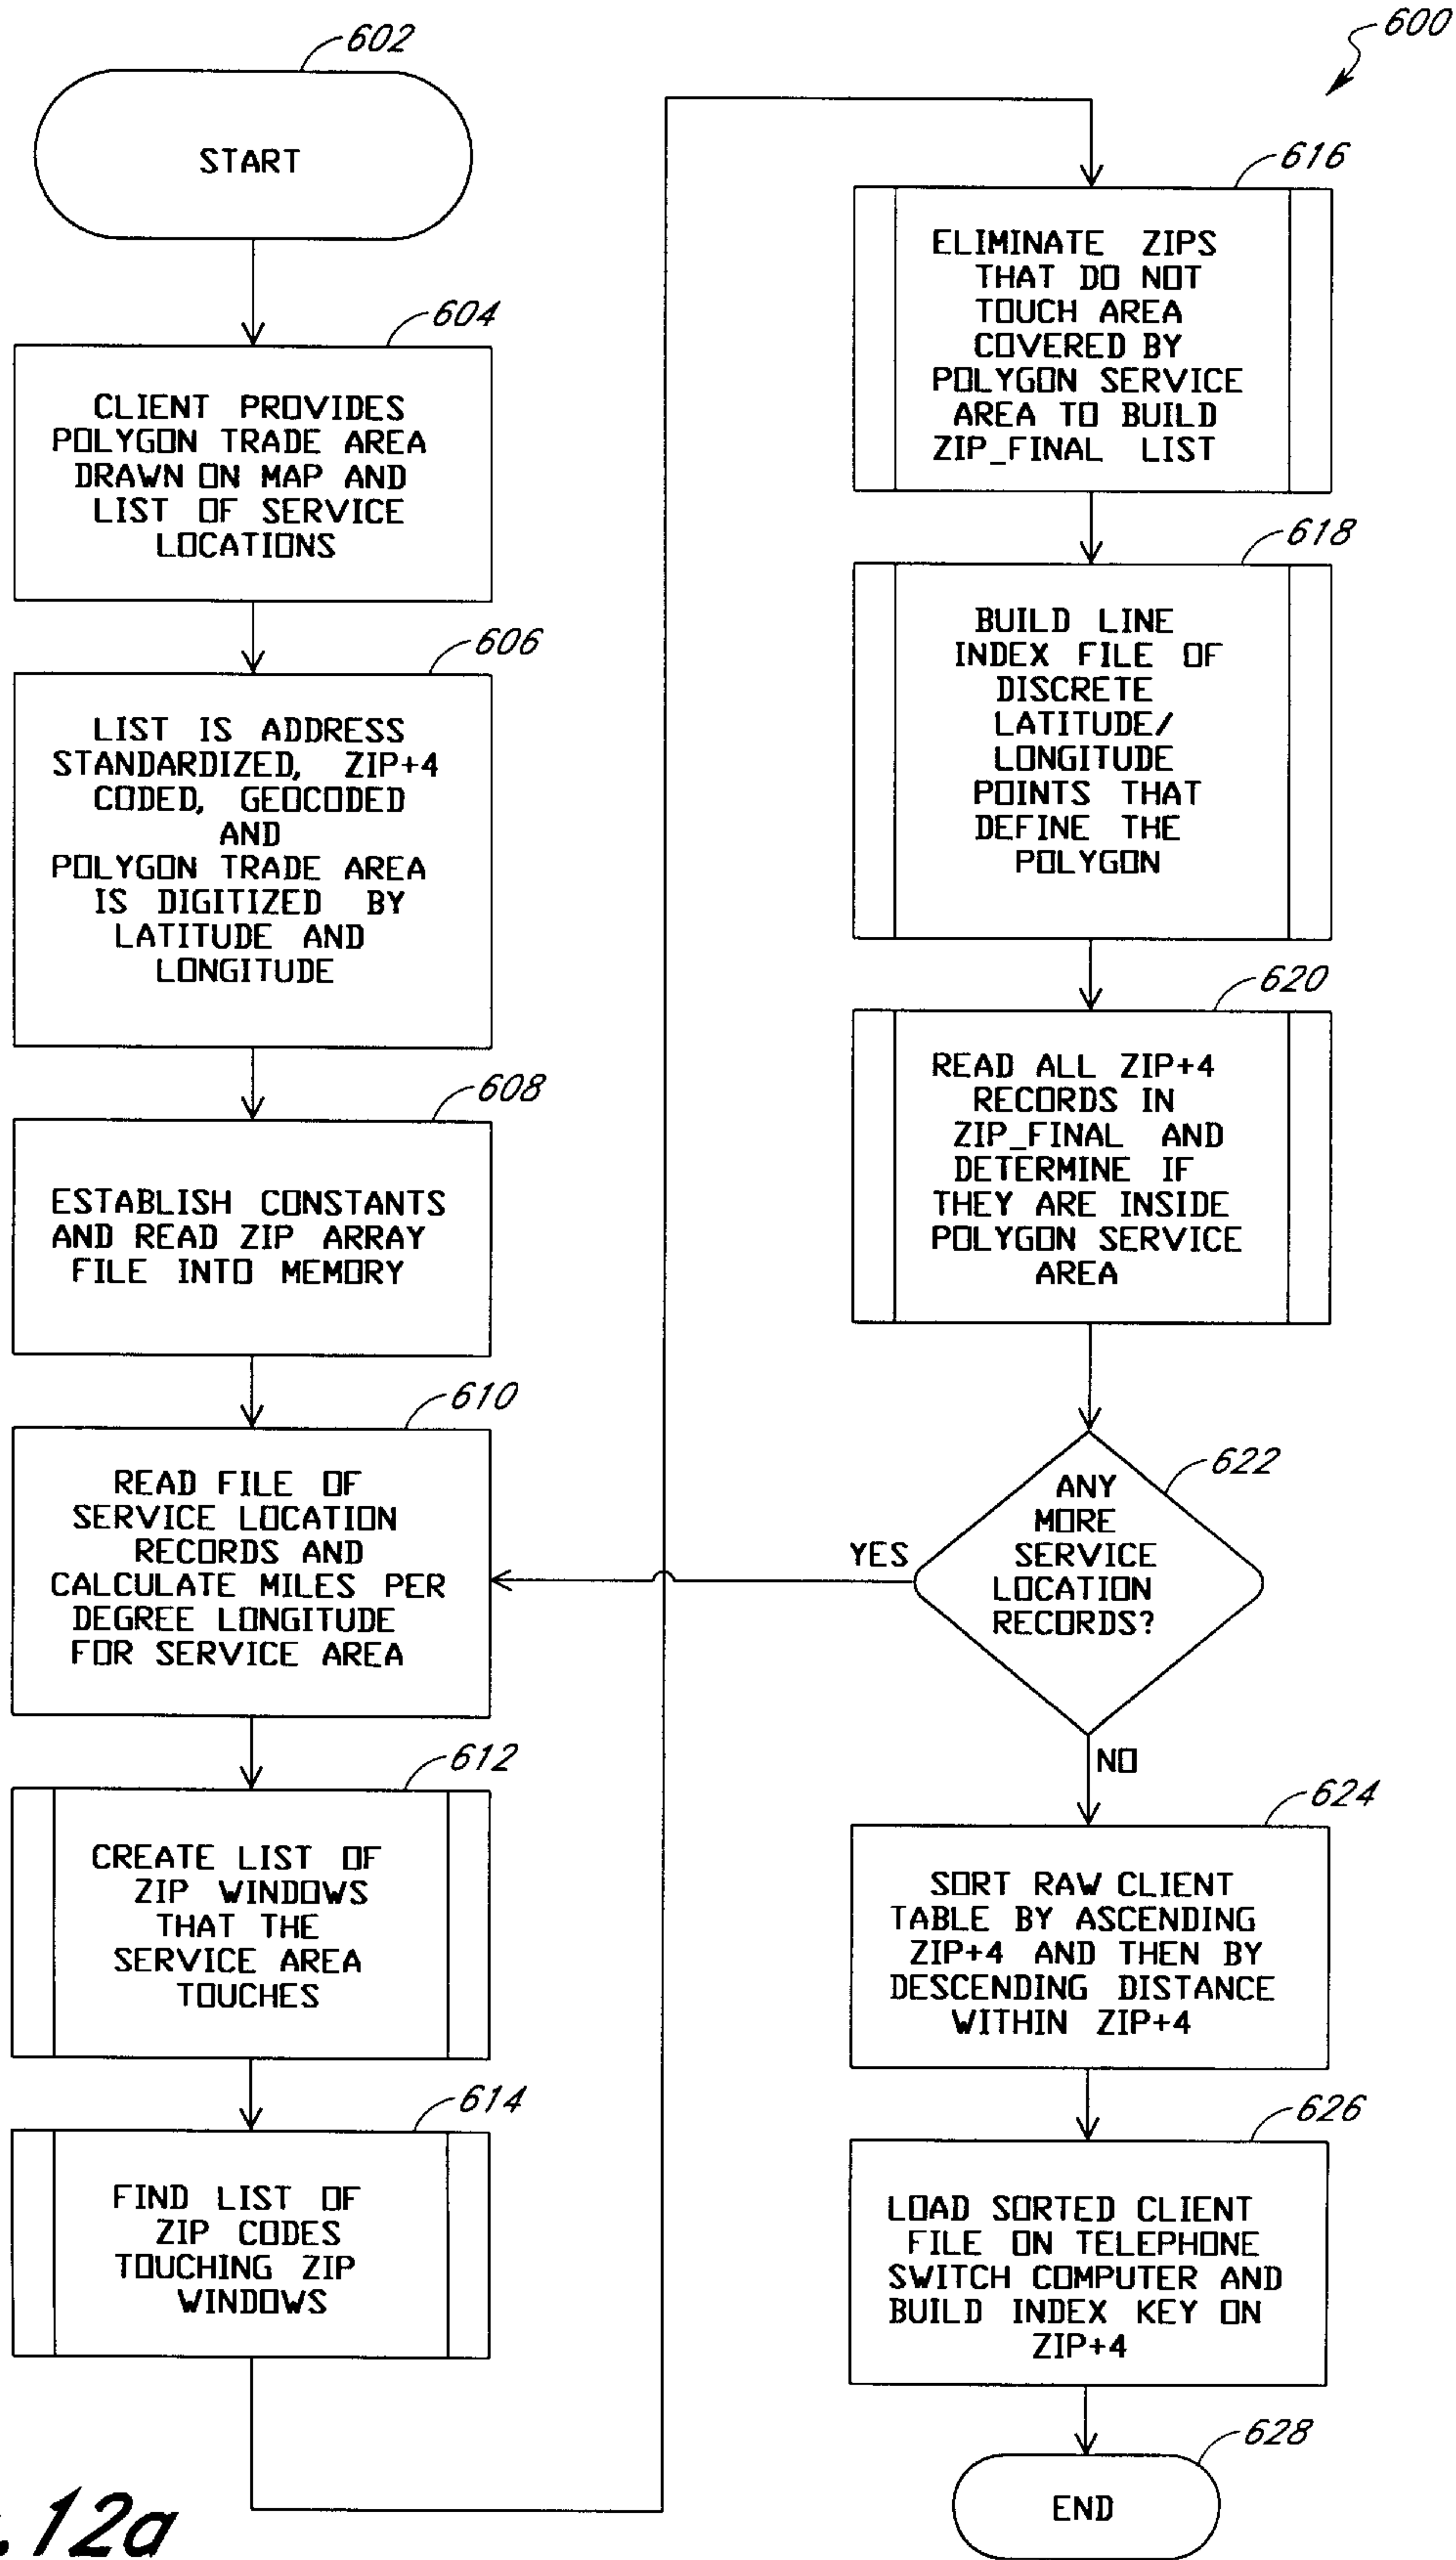 600
602
START
604
CLIENT PROVIDES
POLYGON TRADE AREA
DRAWN ON MAP AND
LIST OF SERVICE
LOCATIONS
606
LIST IS ADDRESS
STANDARDIZED, ZIP+4
CODED, GEOCODED
AND
POLYGON TRADE AREA
IS DIGITIZED BY
LATITUDE AND
LONGITUDE
608
ESTABLISH CONSTANTS
AND READ ZIP ARRAY
FILE INTO MEMORY
610
READ FILE OF
SERVICE LOCATION
RECORDS AND
CALCULATE MILES PER
DEGREE LONGITUDE
FOR SERVICE AREA
612
CREATE LIST OF
ZIP WINDOWS
THAT THE
SERVICE AREA
TOUCHES
614
FIND LIST OF
ZIP CODES
TOUCHING ZIP
WINDOWS
616
ELIMINATE ZIPS
THAT DO NOT
TOUCH AREA
COVERED BY
POLYGON SERVICE
AREA TO BUILD
ZIP_FINAL LIST
618
BUILD LINE
INDEX FILE OF
DISCRETE
LATITUDE/
LONGITUDE
POINTS THAT
DEFINE THE
POLYGON
620
READ ALL ZIP+4
RECORDS IN
ZIP_FINAL AND
DETERMINE IF
THEY ARE INSIDE
POLYGON SERVICE
AREA
622
ANY
MORE
SERVICE
LOCATION
RECORDS?
YES
NO
624
SORT RAW CLIENT
TABLE BY ASCENDING
ZIP+4 AND THEN BY
DESCENDING DISTANCE
WITHIN ZIP+4
626
LOAD SORTED CLIENT
FILE ON TELEPHONE
SWITCH COMPUTER AND
BUILD INDEX KEY ON
ZIP+4
628
END
.12a